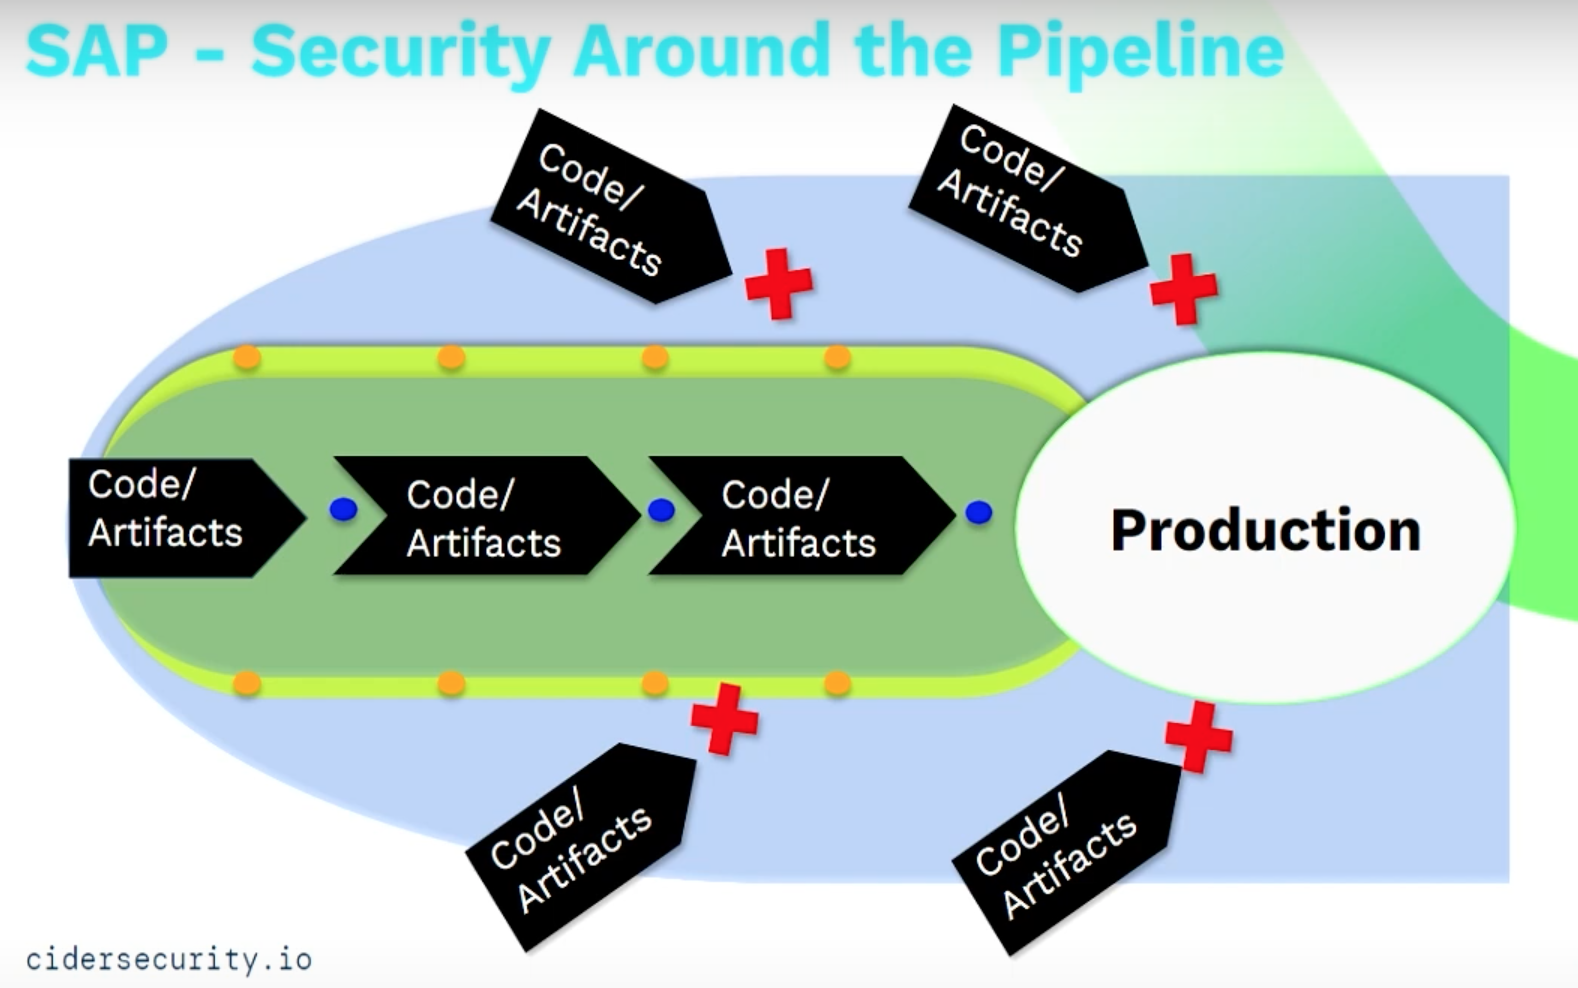 SAP - Security Around the Pipeline
Code/
Artifacts
Code/
Artifacts
Code/
Artifacts
Code/
Artifacts
Code/
Artifacts
Production
Code/
Artifacts
Code/
Artifacts
cidersecurity.io